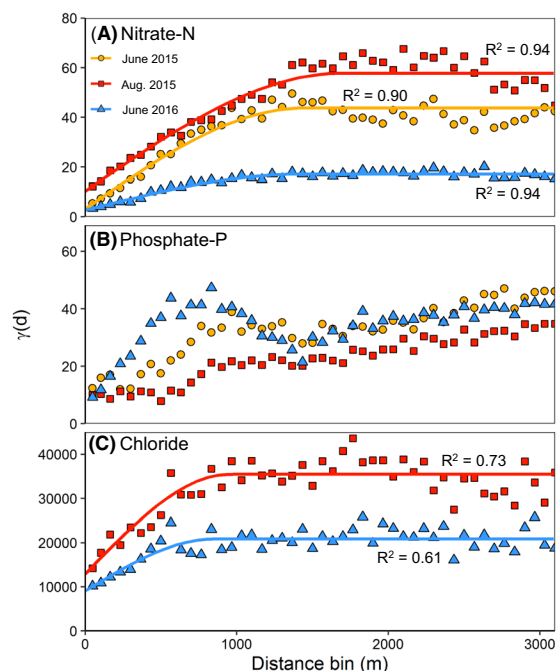 (A) Nitrate-N
June 2015
Aug. 2015
June 2016
R² = 0.94
R² = 0.90
R² = 0.94
80
60
40
20
0
(B) Phosphate-P
60
40
20
0
γ(d)
(C) Chloride
R² = 0.73
R² = 0.61
40000
30000
20000
10000
0
0 1000 2000 3000
Distance bin (m)